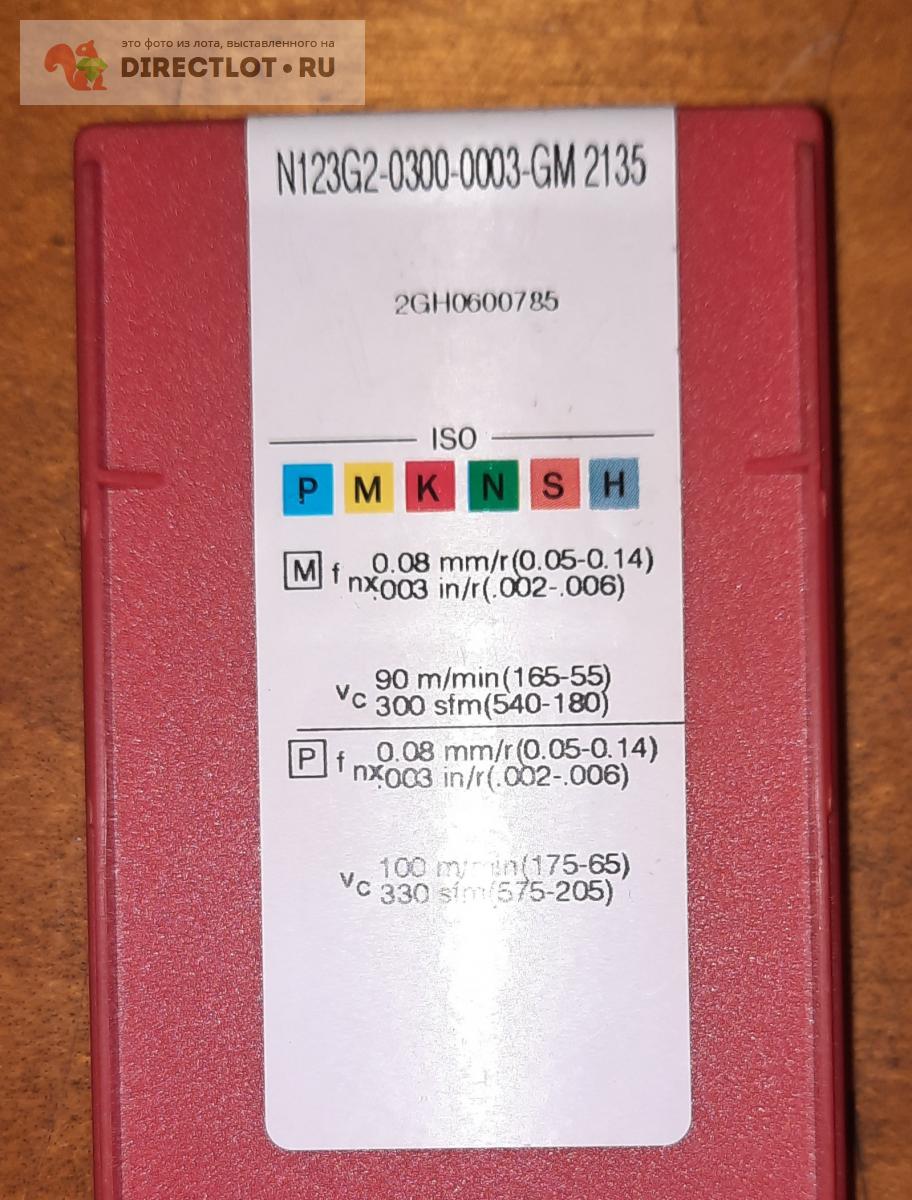 это фото из лота, выставленного на
DIRECTLOT•RU
N123G2-0300-0003-GM 2135
2GH0600785
ISO
P M K N S H
M f nx 0.08 mm/r(0.05-0.14)
.003 in/r(.002-.006)
vc 90 m/min(165-55)
300 sfm(540-180)
P f nx 0.08 mm/r(0.05-0.14)
.003 in/r(.002-.006)
vc 100 m/min(175-65)
330 sfm(575-205)